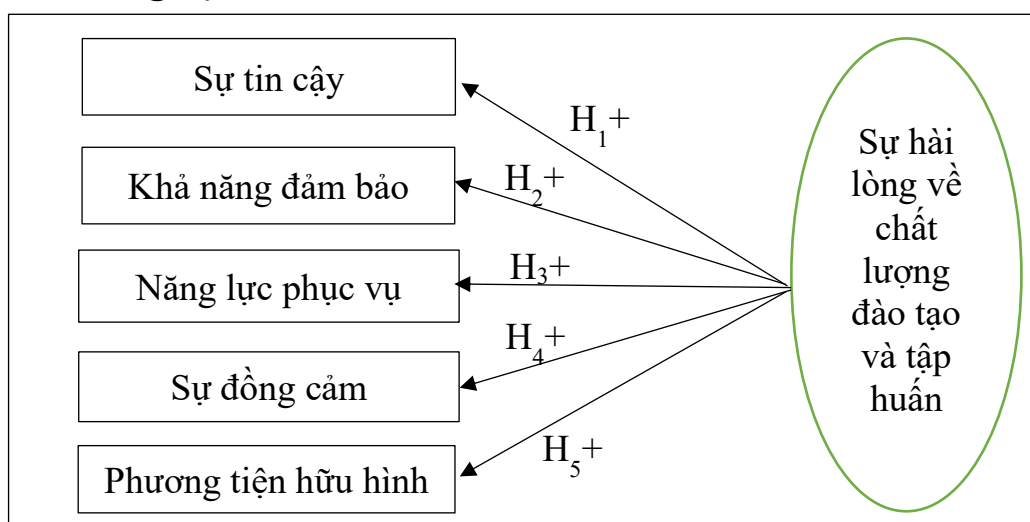 Sự tin cậy
Khả năng đảm bảo
Năng lực phục vụ
Sự đồng cảm
Phương tiện hữu hình
H₁+
H₂+
H₃+
H₄+
H₅+
Sự hài
lòng về
chất
lượng
đào tạo
và tập
huấn